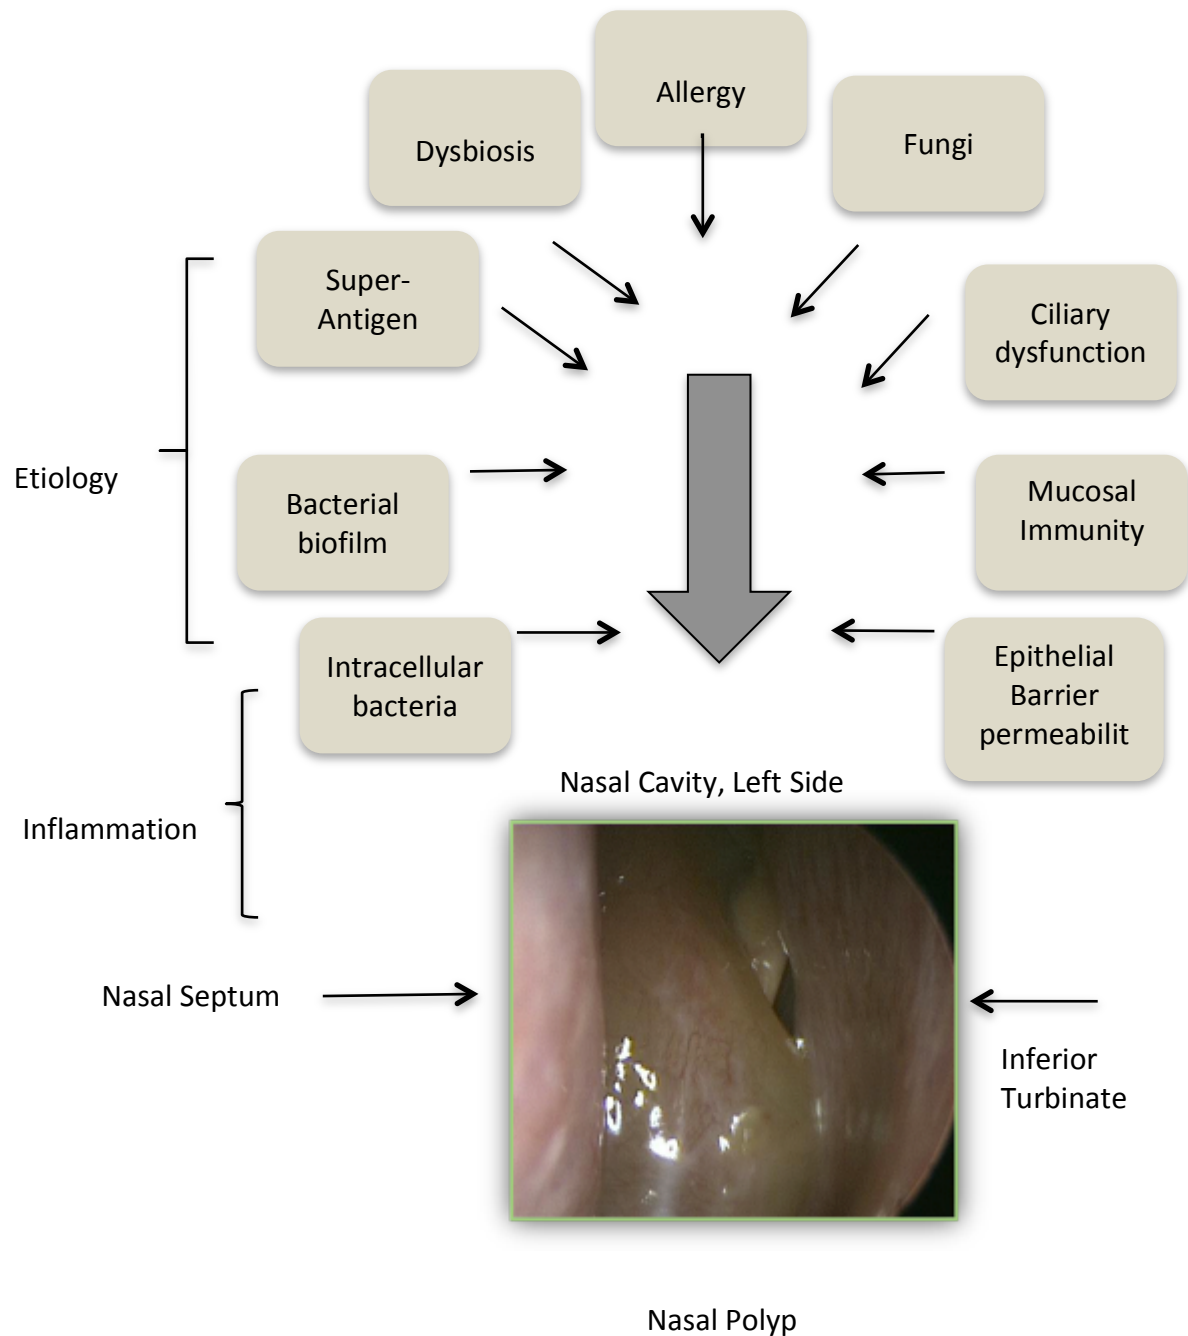 Allergy
Dysbiosis
Fungi
Super-
Antigen
Ciliary
dysfunction
Etiology
Bacterial
biofilm
Mucosal
Immunity
Intracellular
bacteria
Epithelial
Barrier
permeabilit
Inflammation
Nasal Cavity, Left Side
Nasal Septum
Inferior
Turbinate
Nasal Polyp